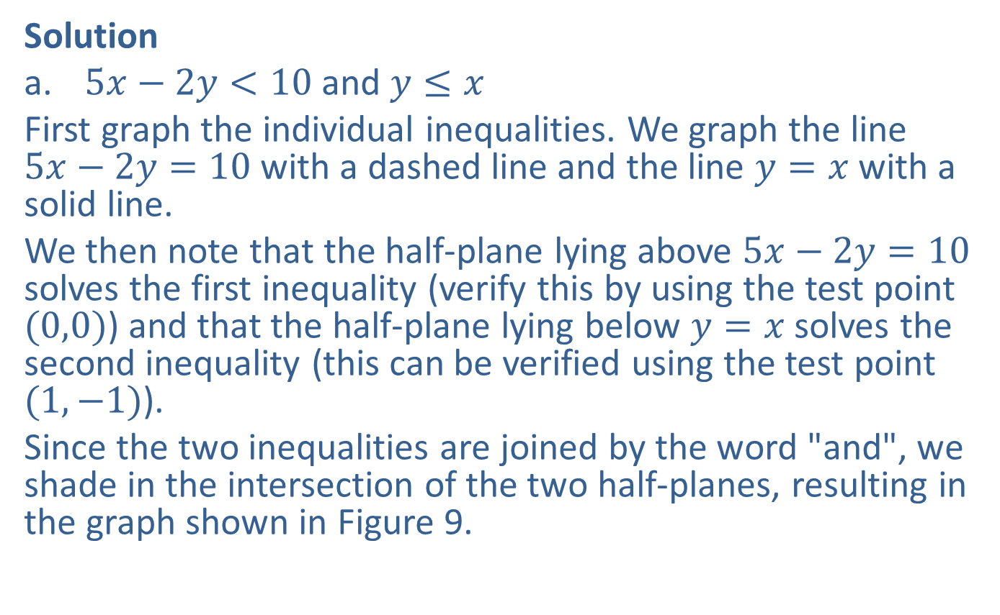 Solution
a. 5x − 2y < 10 and y ≤ x
First graph the individual inequalities. We graph the line
5x − 2y = 10 with a dashed line and the line y = x with a
solid line.
We then note that the half-plane lying above 5x − 2y = 10
solves the first inequality (verify this by using the test point
(0,0)) and that the half-plane lying below y = x solves the
second inequality (this can be verified using the test point
(1, −1)).
Since the two inequalities are joined by the word "and", we
shade in the intersection of the two half-planes, resulting in
the graph shown in Figure 9.